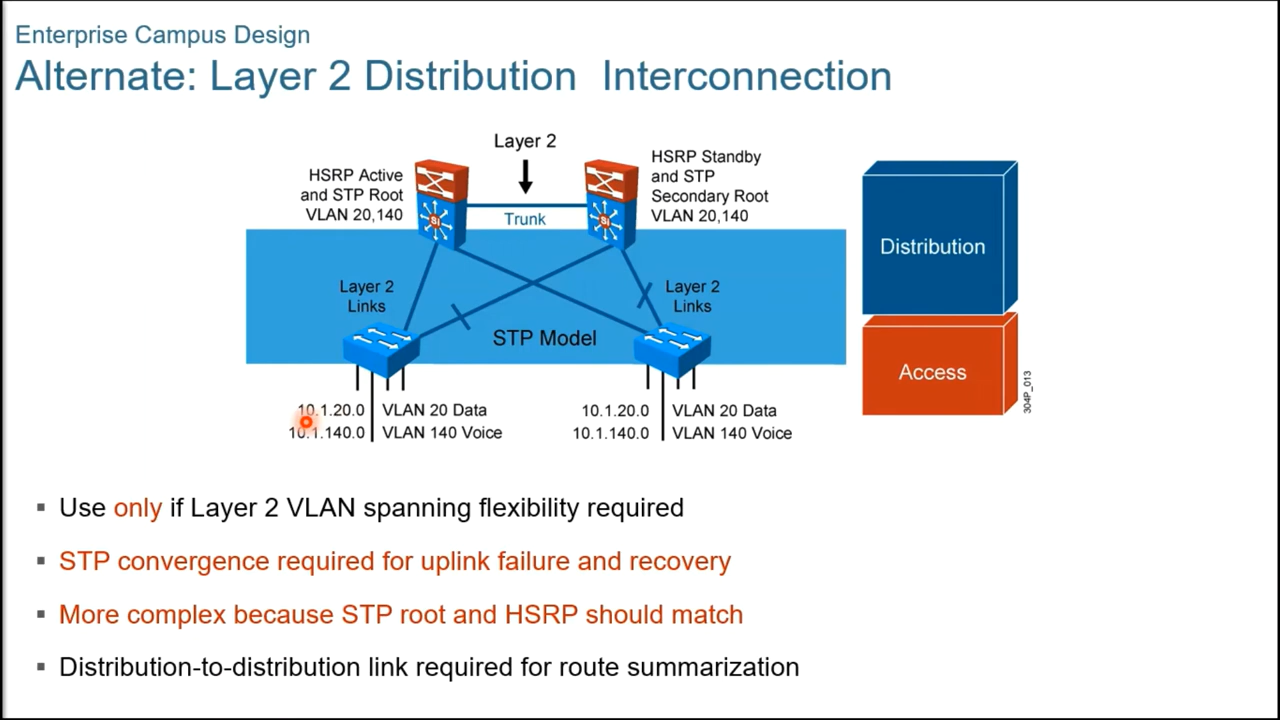 Enterprise Campus Design
Alternate: Layer 2 Distribution Interconnection
Layer 2
HSRP Active
and STP Root
VLAN 20,140
HSRP Standby
and STP
Secondary Root
VLAN 20,140
Si
Si
Trunk
Distribution
Layer 2
Links
Layer 2
Links
STP Model
Access
304P_013
10.1.20.0 VLAN 20 Data
10.1.140.0 VLAN 140 Voice
10.1.20.0 VLAN 20 Data
10.1.140.0 VLAN 140 Voice
▪ Use only if Layer 2 VLAN spanning flexibility required
▪ STP convergence required for uplink failure and recovery
▪ More complex because STP root and HSRP should match
▪ Distribution-to-distribution link required for route summarization